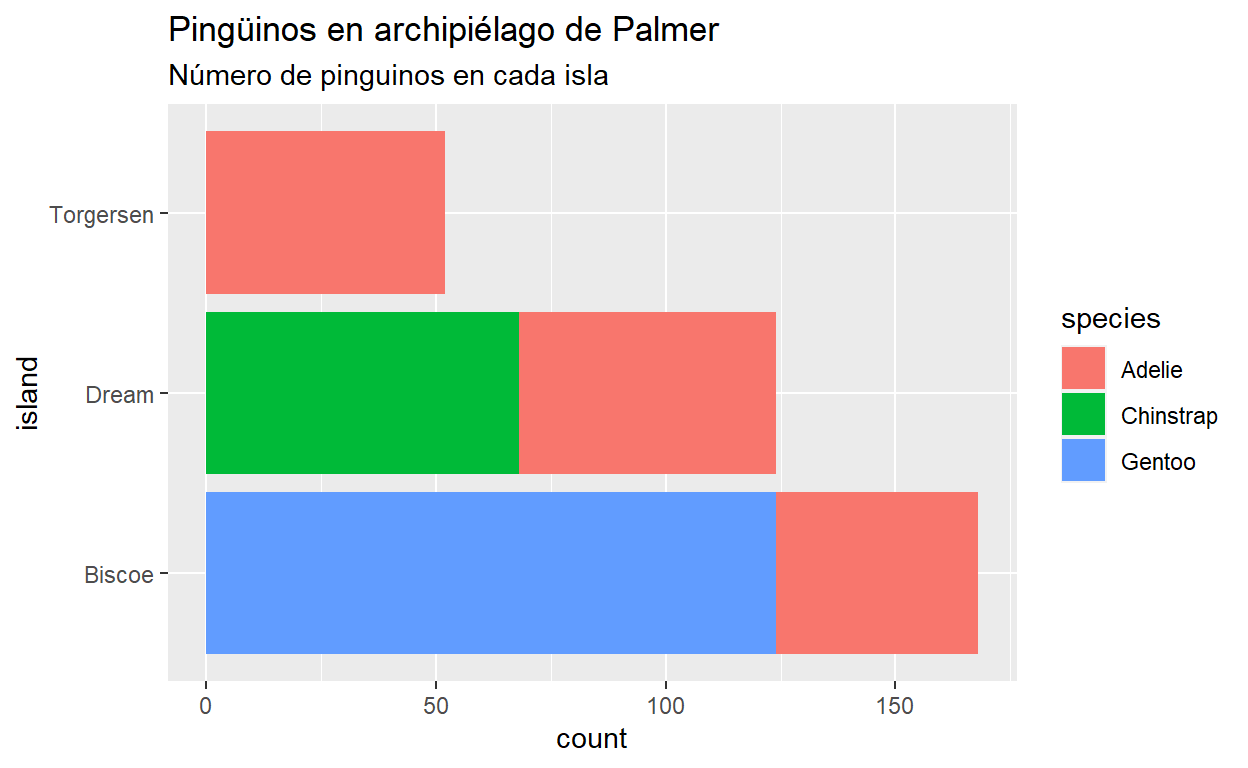 Pingüinos en archipiélago de Palmer
Número de pinguinos en cada isla
Torgersen
Dream
Biscoe
island
0 50 100 150
count
species
Adelie
Chinstrap
Gentoo